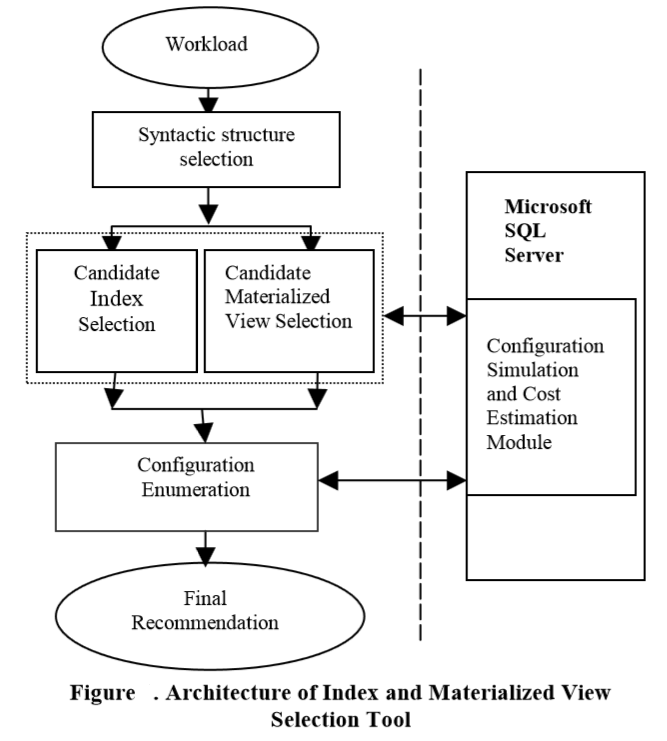 Workload
Syntactic structure
selection
Candidate
Index
Selection
Candidate
Materialized
View Selection
Microsoft
SQL
Server
Configuration
Simulation
and Cost
Estimation
Module
Configuration
Enumeration
Final
Recommendation
Figure . Architecture of Index and Materialized View
Selection Tool